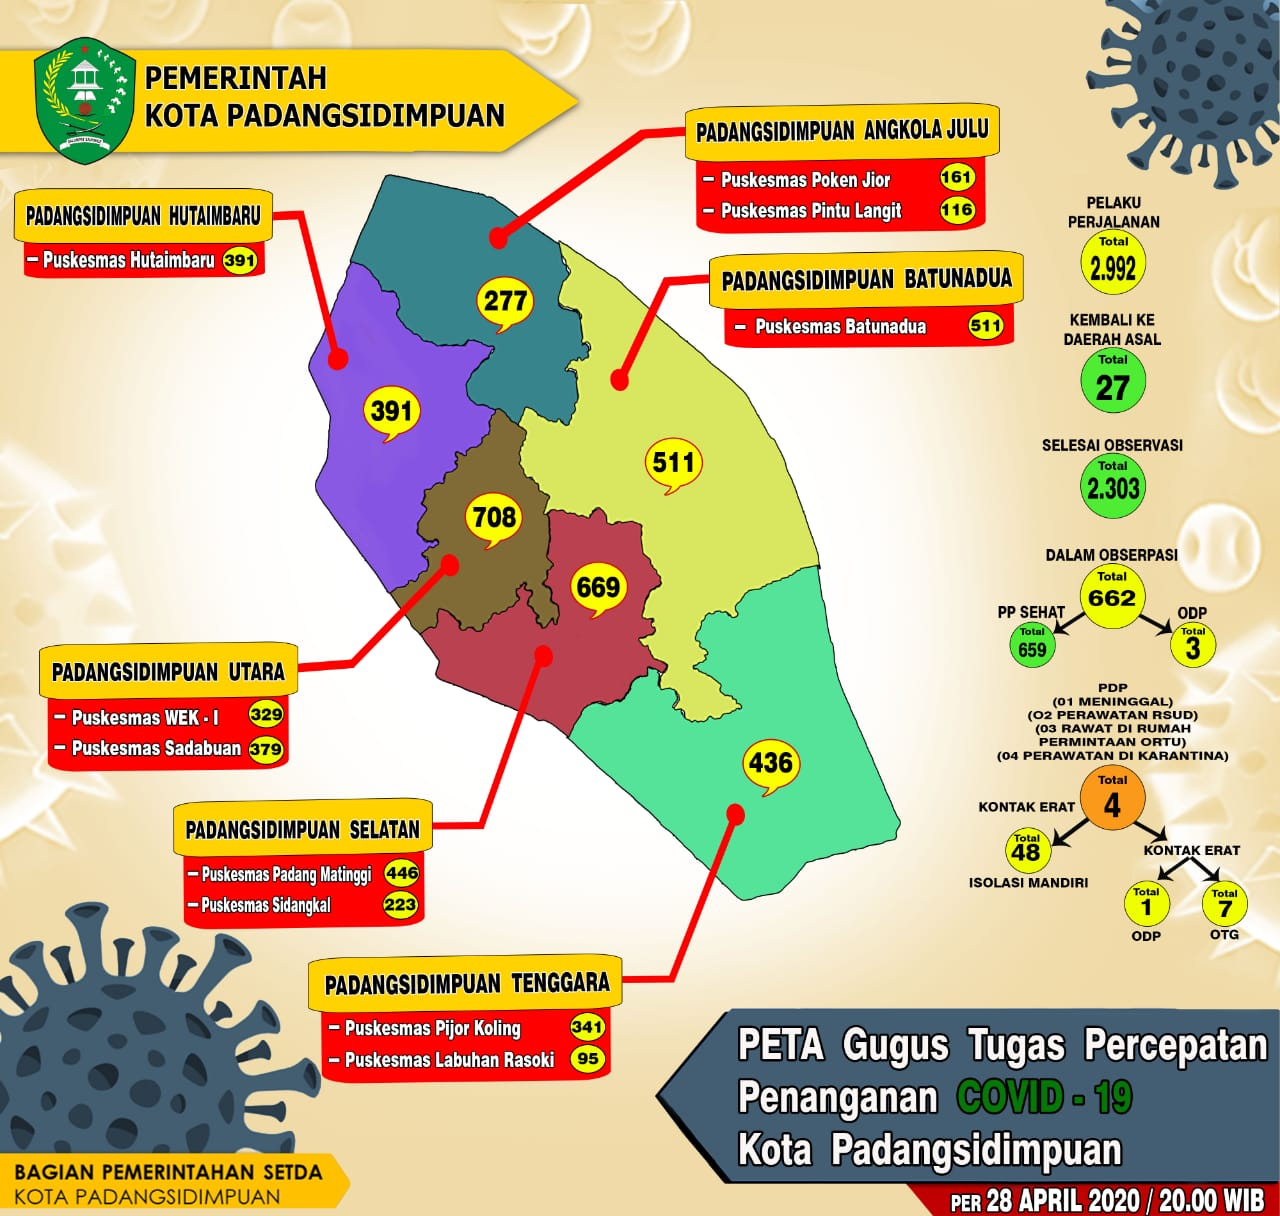 PEMERINTAH
KOTA PADANGSIDIMPUAN
PADANGSIDIMPUAN ANGKOLA JULU
– Puskesmas Poken Jior 161
– Puskesmas Pintu Langit 116
PADANGSIDIMPUAN HUTAIMBARU
– Puskesmas Hutaimbaru 391
PADANGSIDIMPUAN BATUNADUA
– Puskesmas Batunadua 511
277
391
511
708
669
436
PADANGSIDIMPUAN UTARA
– Puskesmas WEK - I 329
– Puskesmas Sadabuan 379
PADANGSIDIMPUAN SELATAN
– Puskesmas Padang Matinggi 446
– Puskesmas Sidangkal 223
PADANGSIDIMPUAN TENGGARA
– Puskesmas Pijor Koling 341
– Puskesmas Labuhan Rasoki 95
PELAKU
PERJALANAN
Total
2.992
KEMBALI KE
DAERAH ASAL
Total
27
SELESAI OBSERVASI
Total
2.303
DALAM OBSERPASI
Total
662
PP SEHAT
Total
659
ODP
Total
3
PDP
(01 MENINGGAL)
(O2 PERAWATAN RSUD)
(03 RAWAT DI RUMAH
PERMINTAAN ORTU)
(04 PERAWATAN DI KARANTINA)
Total
4
KONTAK ERAT
Total
48
ISOLASI MANDIRI
KONTAK ERAT
Total
1
ODP
Total
7
OTG
PETA Gugus Tugas Percepatan
Penanganan COVID - 19
Kota Padangsidimpuan
PER 28 APRIL 2020 / 20.00 WIB
BAGIAN PEMERINTAHAN SETDA
KOTA PADANGSIDIMPUAN